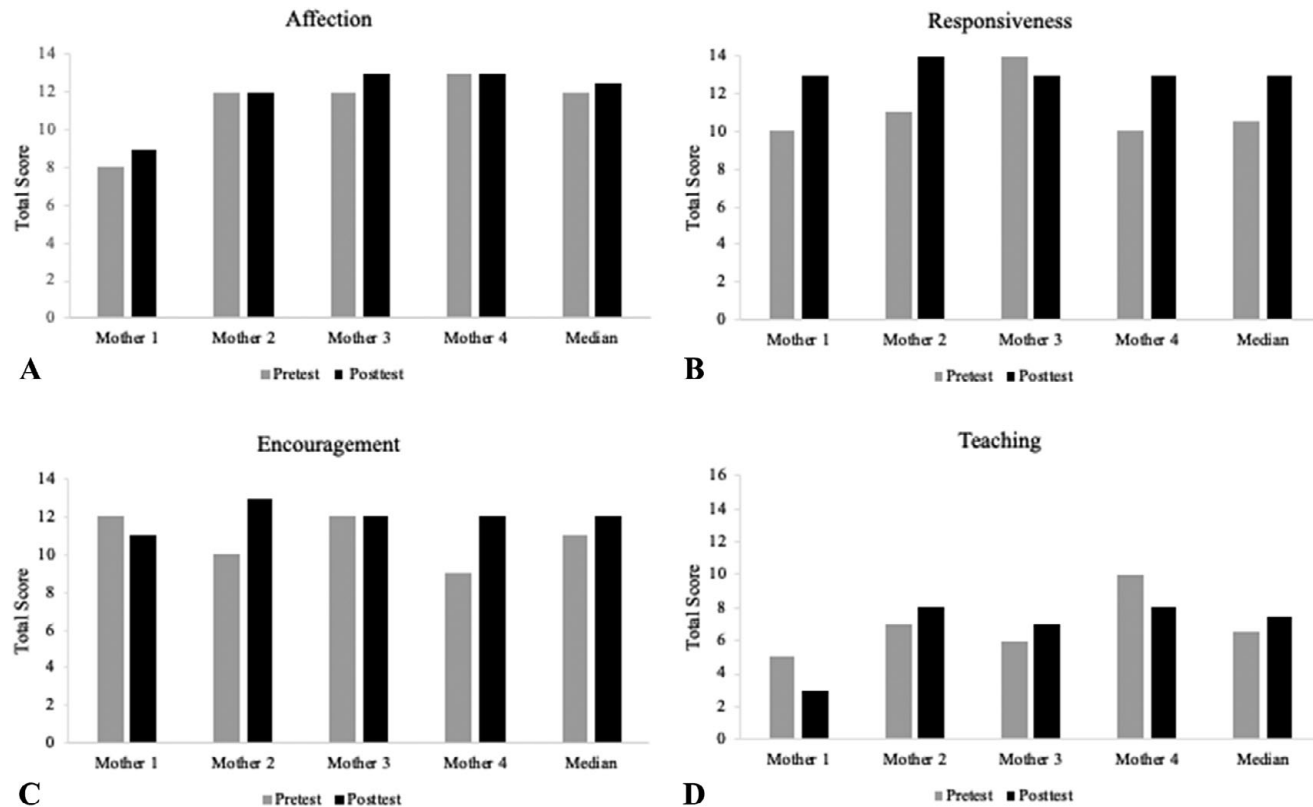 Affection
14
12
10
8
6
4
2
0
Total Score
Mother 1 Mother 2 Mother 3 Mother 4 Median
A
Pretest Posttest
Responsiveness
14
12
10
8
6
4
2
0
Total Score
Mother 1 Mother 2 Mother 3 Mother 4 Median
B
Pretest Posttest
Encouragement
14
12
10
8
6
4
2
0
Total Score
Mother 1 Mother 2 Mother 3 Mother 4 Median
C
Pretest Posttest
Teaching
16
14
12
10
8
6
4
2
0
Total Score
Mother 1 Mother 2 Mother 3 Mother 4 Median
D
Pretest Posttest